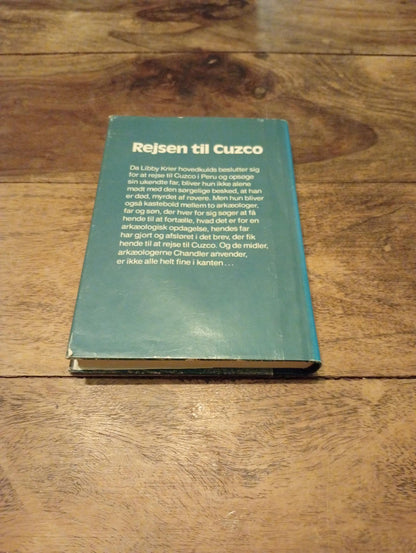 Rejsen til Cuzco
Da Libby Krier hovedkulds beslutter sig
for at rejse til Cuzco i Peru og opsøge
sin ukendte far, bliver hun ikke alene
mødt med den sørgelige besked, at han
er død, myrdet af røvere. Men hun bliver
også kastebold mellem to arkæologer,
far og søn, der hver for sig søger at få
hende til at fortælle, hvad det er for en
arkæologisk opdagelse, hendes far
har gjort og afsløret i det brev, der fik
hende til at rejse til Cuzco. Og de midler,
arkæologerne Chandler anvender,
er ikke alle helt fine i kanten . . .